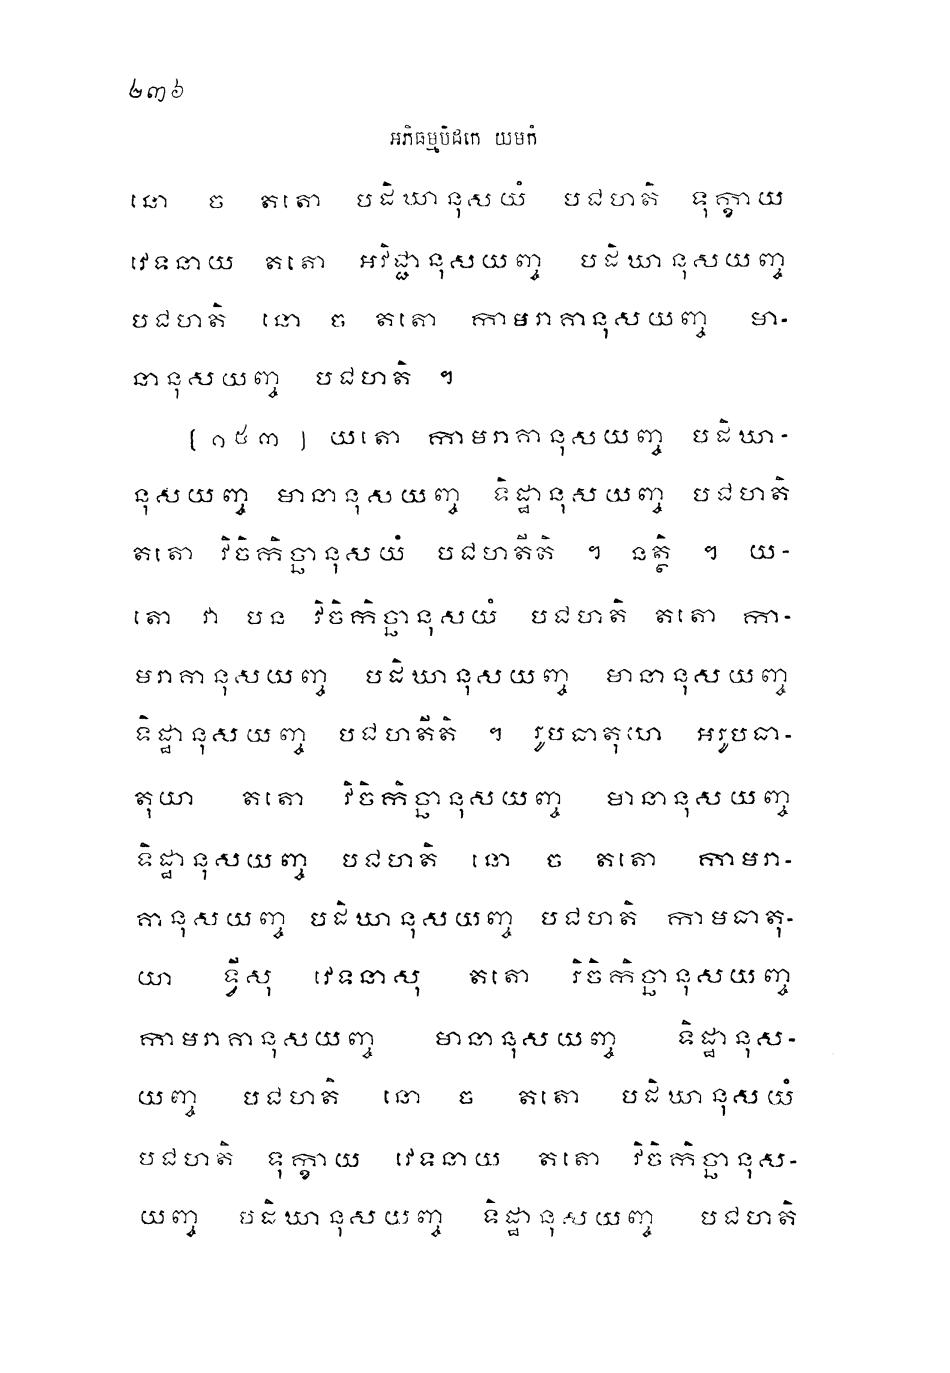 ២៣៦
អភិធម្មបិដកេ យមកំ
នោ ច តតោ បដិឃានុសយំ បជហតិ ទុក្ខាយ
វេទនាយ តតោ អវិជ្ជានុសយញ្ច បដិឃានុសយញ្ច
បជហតិ នោ ច តតោ កាមរាគានុសយញ្ច មា-
នានុសយញ្ច បជហតិ ។
[១៥៣] យតោ កាមរាគានុសយញ្ច បដិឃា-
នុសយញ្ច មានានុសយញ្ច ទិដ្ឋានុសយញ្ច បជហតិ
តតោ វិចិកិច្ឆានុសយំ បជហតីតិ ។ នត្ថិ ។ យ-
តោ វា បន វិចិកិច្ឆានុសយំ បជហតិ តតោ កា-
មរាគានុសយញ្ច បដិឃានុសយញ្ច មានានុសយញ្ច
ទិដ្ឋានុសយញ្ច បជហតីតិ ។ រូបធាតុយា អរូបធា-
តុយា តតោ វិចិកិច្ឆានុសយញ្ច មានានុសយញ្ច
ទិដ្ឋានុសយញ្ច បជហតិ នោ ច តតោ កាមរា-
គានុសយញ្ច បដិឃានុសយញ្ច បជហតិ កាមធាតុ-
យា ទ្វីសុ វេទនាសុ តតោ វិចិកិច្ឆានុសយញ្ច
កាមរាគានុសយញ្ច មានានុសយញ្ច ទិដ្ឋានុស-
យញ្ច បជហតិ នោ ច តតោ បដិឃានុសយំ
បជហតិ ទុក្ខាយ វេទនាយ តតោ វិចិកិច្ឆានុស-
យញ្ច បដិឃានុសយញ្ច ទិដ្ឋានុសយញ្ច បជហតិ